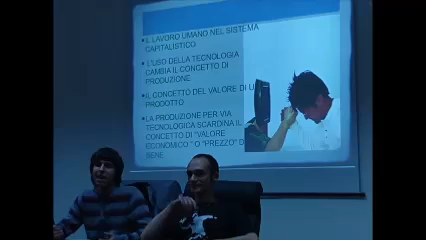 IL LAVORO UMANO NEL SISTEMA
CAPITALISTICO
L'USO DELLA TECNOLOGIA
CAMBIA IL CONCETTO DI
PRODUZIONE
IL CONCETTO DEL VALORE DI U
PRODOTTO
LA PRODUZIONE PER VIA
TECNOLOGICA SCARDINA IL
CONCETTO DI "VALORE
ECONOMICO " O "PREZZO" D
BENE